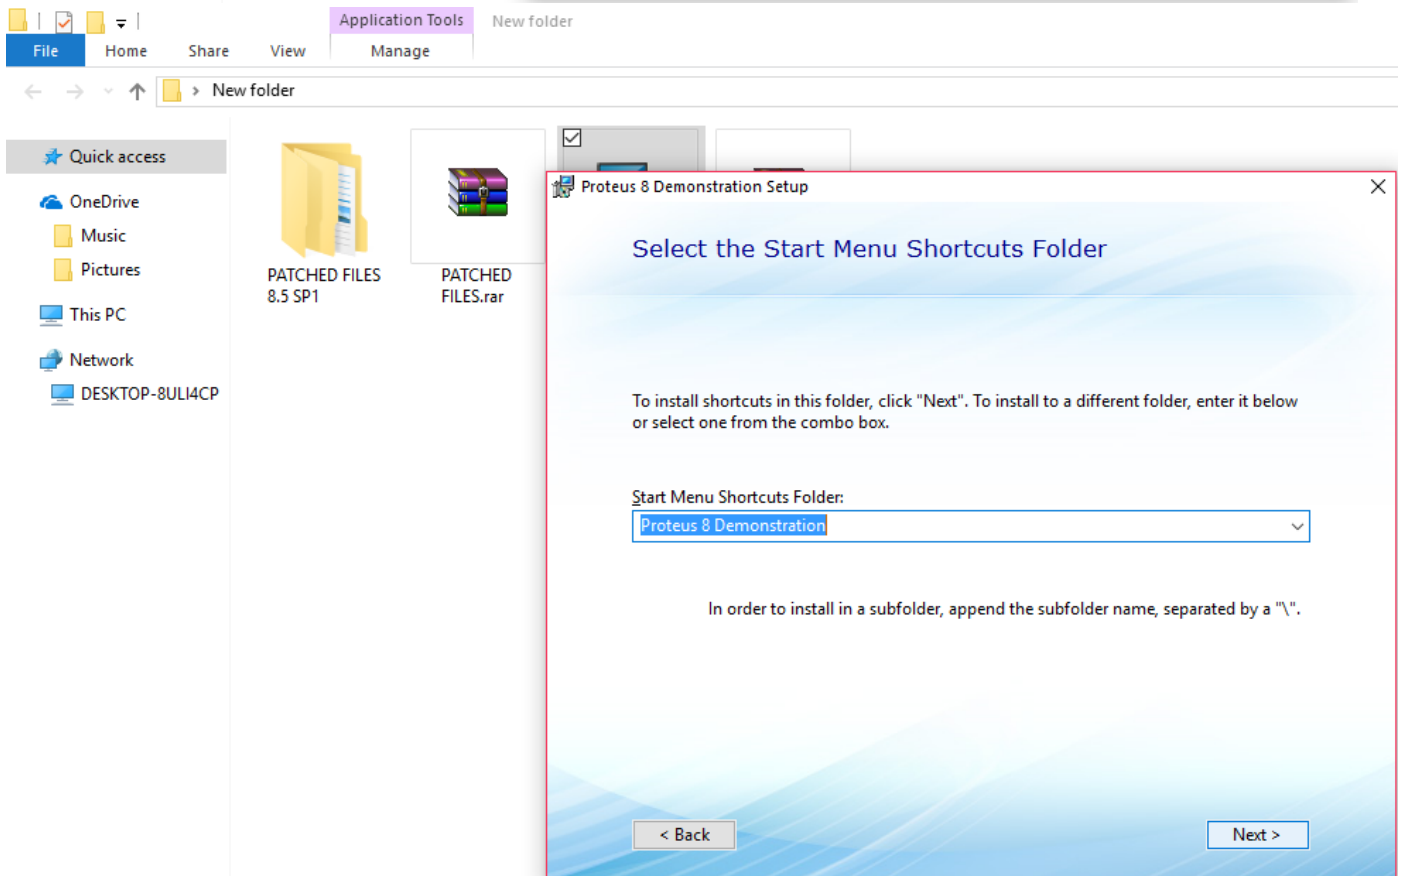 Application Tools New folder
File Home Share View Manage
New folder
Quick access
OneDrive
Music
Pictures
This PC
Network
DESKTOP-8ULI4CP
PATCHED FILES
8.5 SP1
PATCHED
FILES.rar
Proteus 8 Demonstration Setup
Select the Start Menu Shortcuts Folder
To install shortcuts in this folder, click "Next". To install to a different folder, enter it below
or select one from the combo box.
Start Menu Shortcuts Folder:
Proteus 8 Demonstration
In order to install in a subfolder, append the subfolder name, separated by a "\".
< Back
Next >